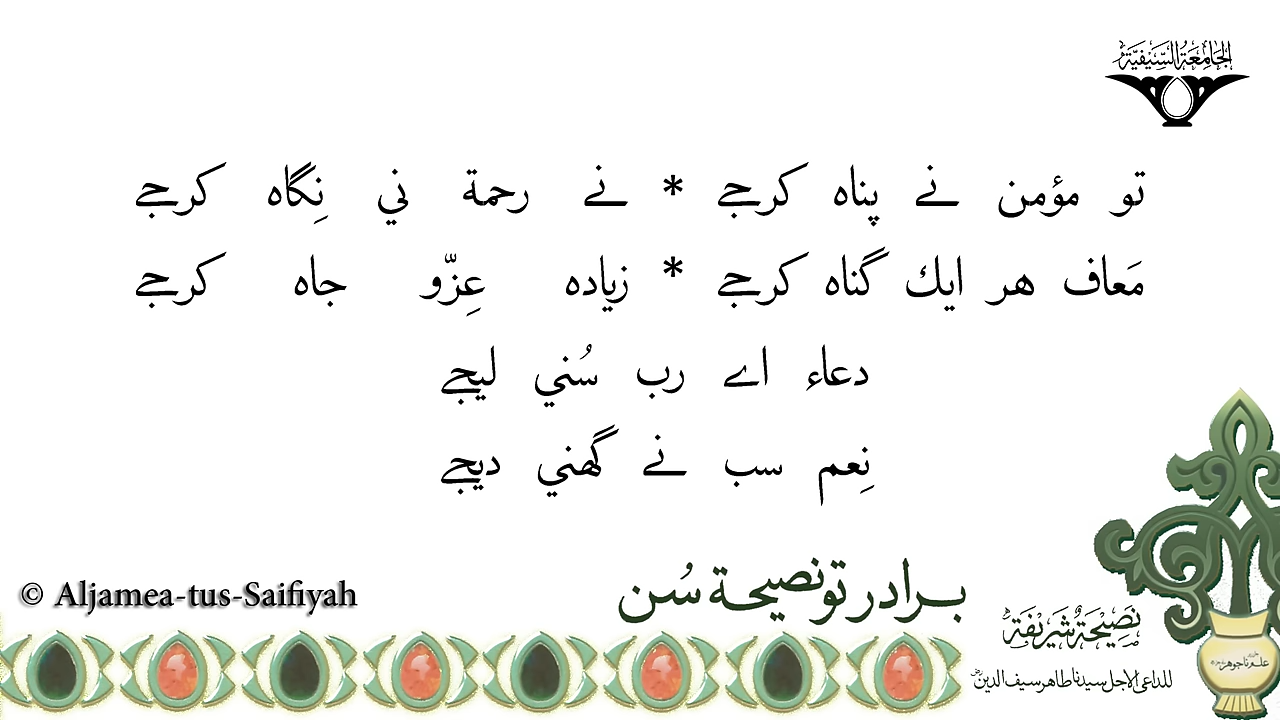 الجامعة السيفية
تو مؤمن نے پناه كرجے * نے رحمة ني نِگاه كرجے
مَعاف هر ايك گناه كرجے * زياده عِزّو جاه كرجے
دعاء اے رب سُني ليجے
نِعم سب نے گھني ديجے
برادر تو نصيحة سُن
© Aljamea-tus-Saifiyah
نصيحة شريفة
للداعي الاجل سيدنا طاهر سيف الدين